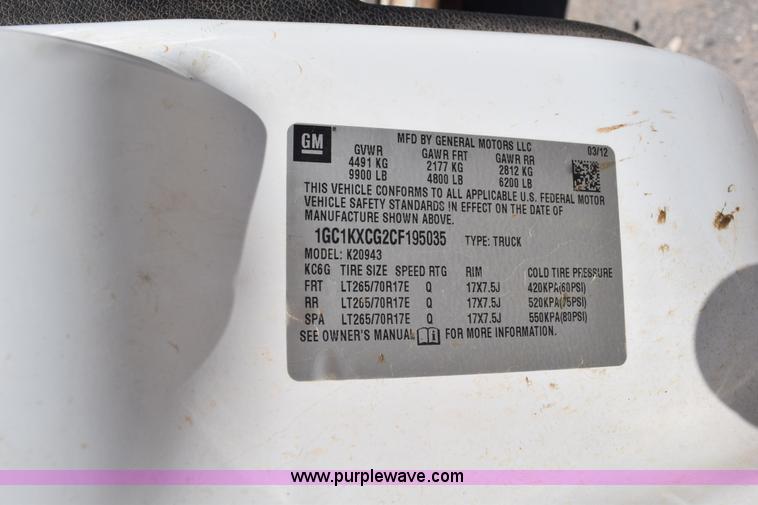 GM
MFD BY GENERAL MOTORS LLC
03/12
GVWR GAWR FRT GAWR RR
4491 KG 2177 KG 2812 KG
9900 LB 4800 LB 6200 LB
THIS VEHICLE CONFORMS TO ALL APPLICABLE U.S. FEDERAL MOTOR
VEHICLE SAFETY STANDARDS IN EFFECT ON THE DATE OF
MANUFACTURE SHOWN ABOVE.
1GC1KXCG2CF195035 TYPE: TRUCK
MODEL: K20943
KC6G TIRE SIZE SPEED RTG RIM COLD TIRE PRESSURE
FRT LT265/70R17E Q 17X7.5J 420KPA(60PSI)
RR LT265/70R17E Q 17X7.5J 520KPA(75PSI)
SPA LT265/70R17E Q 17X7.5J 550KPA(80PSI)
SEE OWNER'S MANUAL FOR MORE INFORMATION.
www.purplewave.com